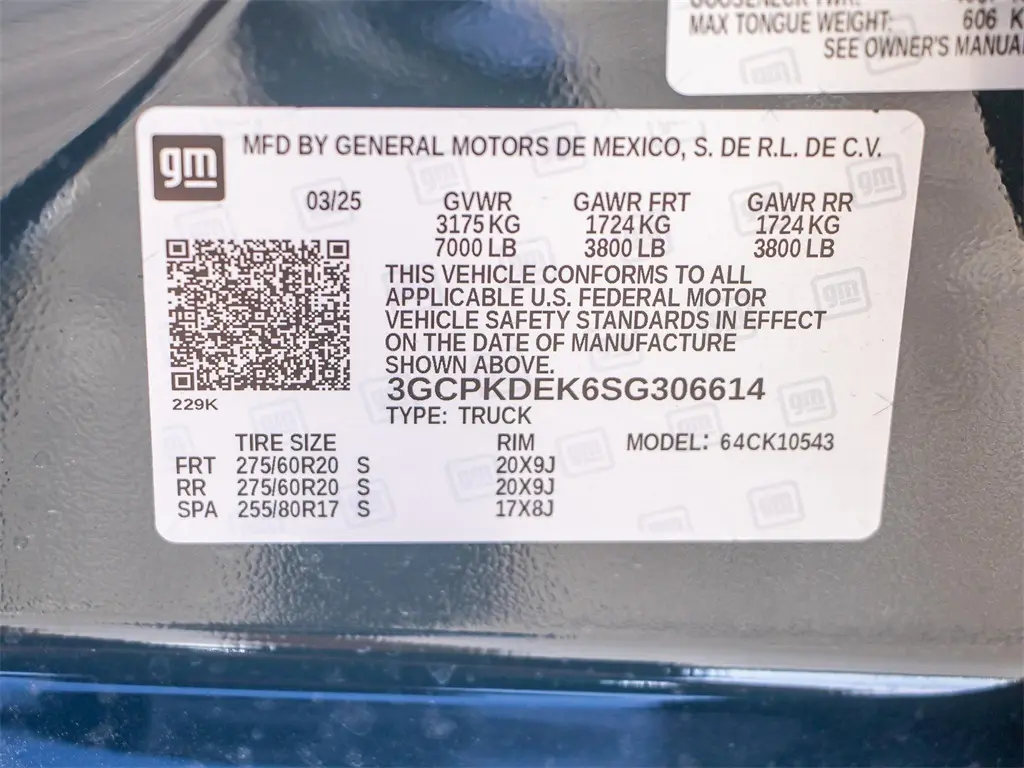 MAX TONGUE WEIGHT: 606 K
SEE OWNER'S MANUAL
gm
MFD BY GENERAL MOTORS DE MEXICO, S. DE R.L. DE C.V.
03/25 GVWR GAWR FRT GAWR RR
3175 KG 1724 KG 1724 KG
7000 LB 3800 LB 3800 LB
THIS VEHICLE CONFORMS TO ALL
APPLICABLE U.S. FEDERAL MOTOR
VEHICLE SAFETY STANDARDS IN EFFECT
ON THE DATE OF MANUFACTURE
SHOWN ABOVE.
3GCPKDEK6SG306614
229K
TYPE: TRUCK
TIRE SIZE RIM MODEL: 64CK10543
FRT 275/60R20 S 20X9J
RR 275/60R20 S 20X9J
SPA 255/80R17 S 17X8J